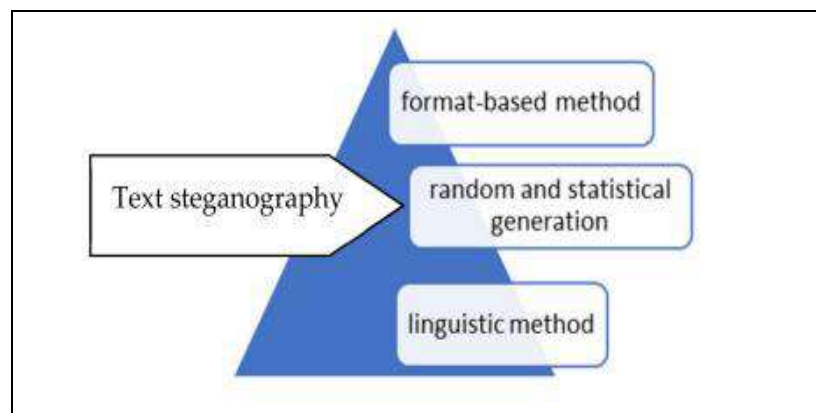 format-based method
Text steganography
random and statistical
generation
linguistic method